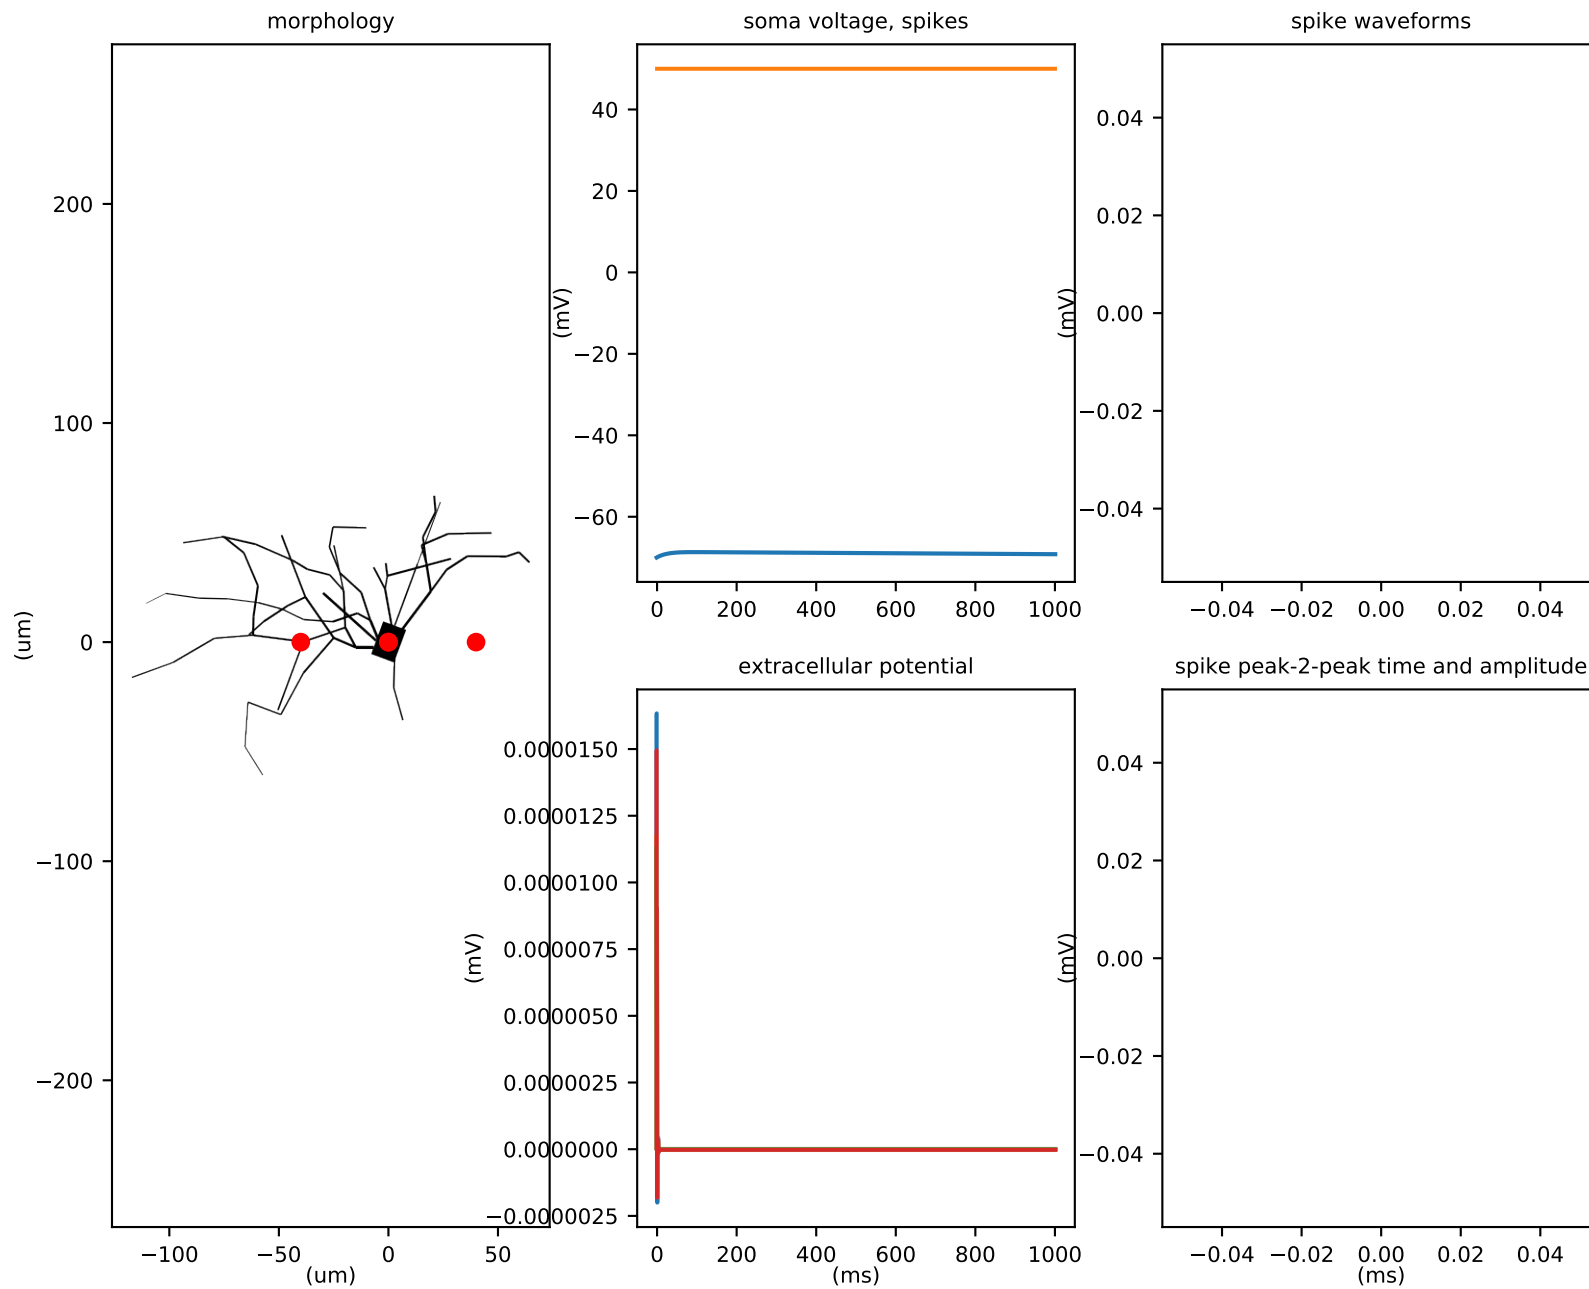 morphology
200
100
0
−100
−200
(um)
−100 −50 0 50
(um)
soma voltage, spikes
40
20
0
−20
−40
−60
(mV)
0 200 400 600 800 1000
spike waveforms
0.04
0.02
0.00
−0.02
−0.04
(mV)
−0.04 −0.02 0.00 0.02 0.04
extracellular potential
0.0000150
0.0000125
0.0000100
0.0000075
0.0000050
0.0000025
0.0000000
−0.0000025
(mV)
0 200 400 600 800 1000
(ms)
spike peak-2-peak time and amplitude
0.04
0.02
0.00
−0.02
−0.04
(mV)
−0.04 −0.02 0.00 0.02 0.04
(ms)